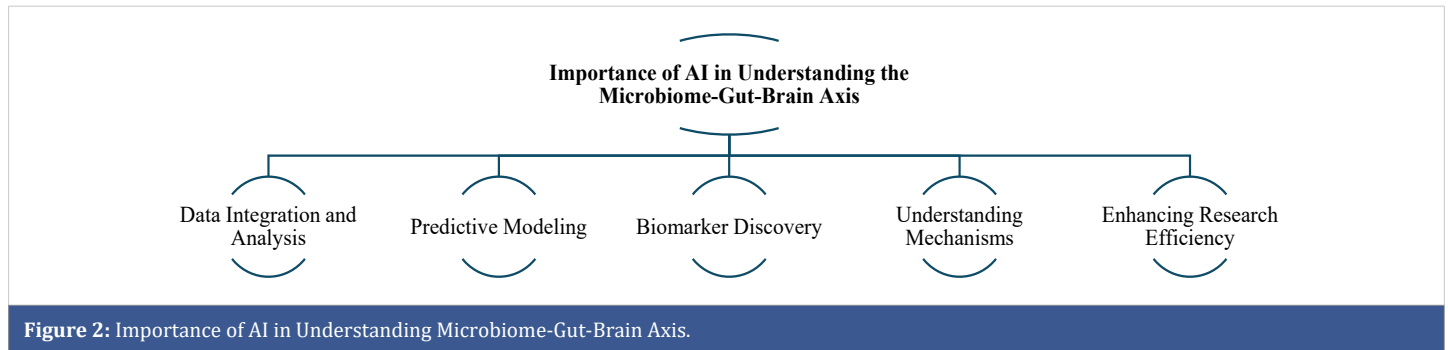 Importance of AI in Understanding the
Microbiome-Gut-Brain Axis
Data Integration and
Analysis
Predictive Modeling
Biomarker Discovery
Understanding
Mechanisms
Enhancing Research
Efficiency
Figure 2: Importance of AI in Understanding Microbiome-Gut-Brain Axis.